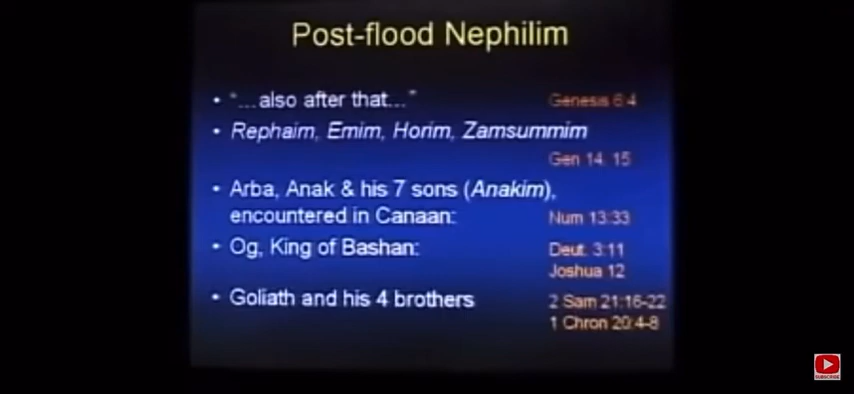 Post-flood Nephilim
• "...also after that..." Genesis 6:4
• Rephaim, Emim, Horim, Zamsummim
Gen 14, 15
• Arba, Anak & his 7 sons (Anakim),
encountered in Canaan: Num 13:33
• Og, King of Bashan: Deut. 3:11
Joshua 12
• Goliath and his 4 brothers 2 Sam 21:16-22
1 Chron 20:4-8
SUBSCRIBE